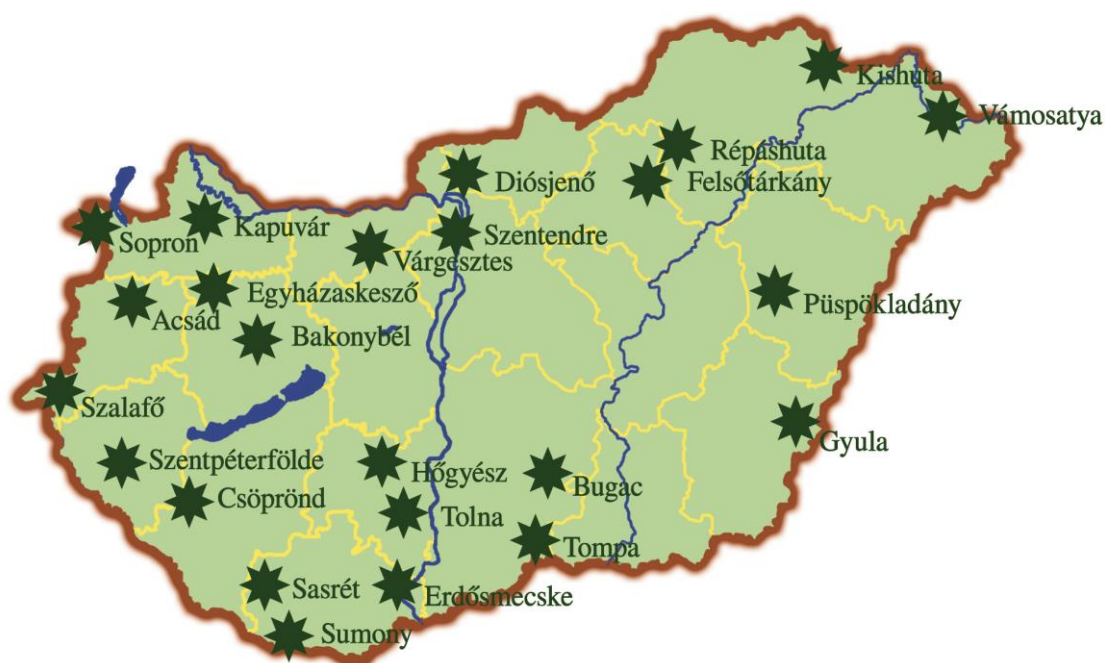 Kishuta
Vámosatya
Répáshuta
Diósjenő
Felsőtárkány
Kapuvár
Sopron
Szentendre
Várgesztes
Egyházaskesző
Püspökladány
Acsád
Bakonybél
Szalafő
Gyula
Szentpéterfölde
Hőgyész
Bugac
Csöprönd
Tolna
Tompa
Sasrét
Erdősmecske
Sumony